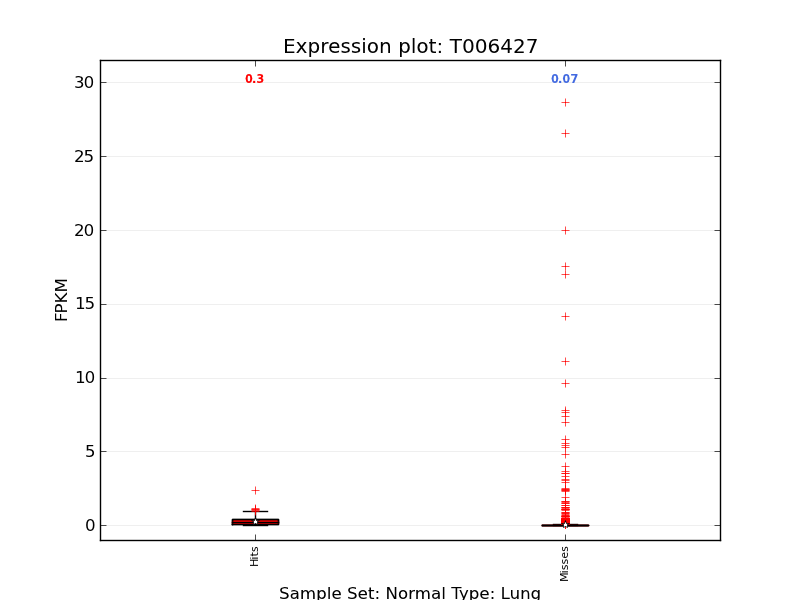 Expression plot: T006427
0.3
0.07
30
25
20
15
10
5
0
FPKM
Hits
Misses
Sample Set: Normal Type: Lung